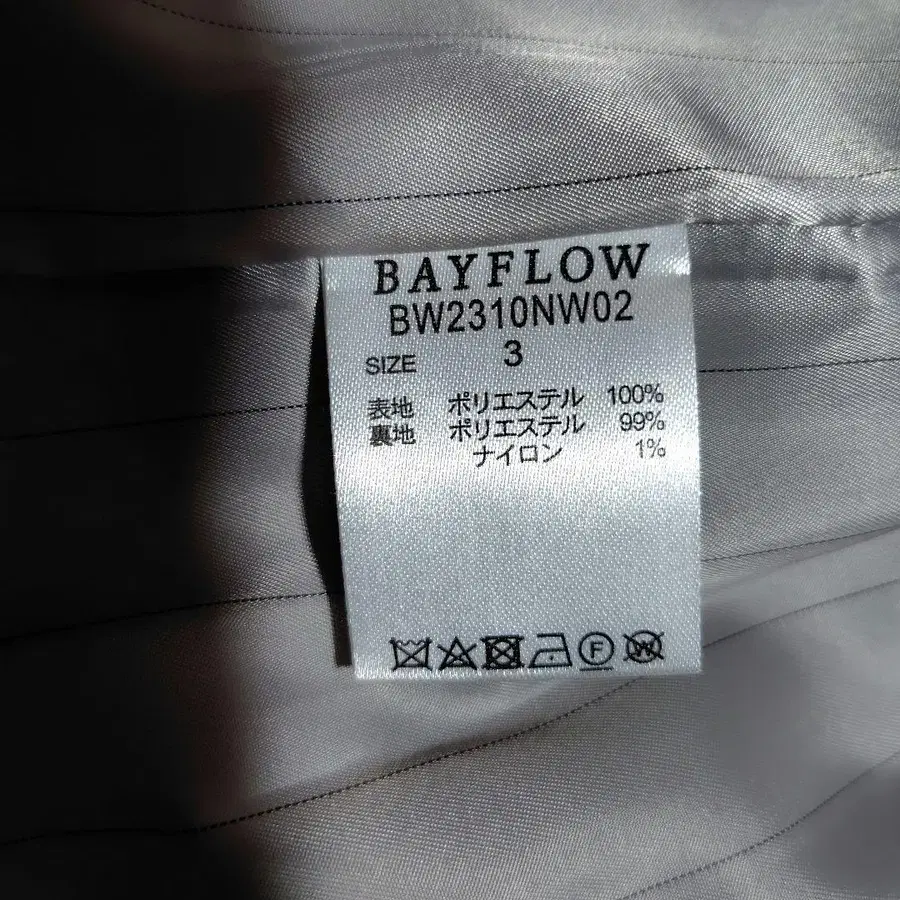 BAYFLOW
BW2310NW02
SIZE 3
表地 ポリエステル 100%
裏地 ポリエステル 99%
ナイロン 1%
F W